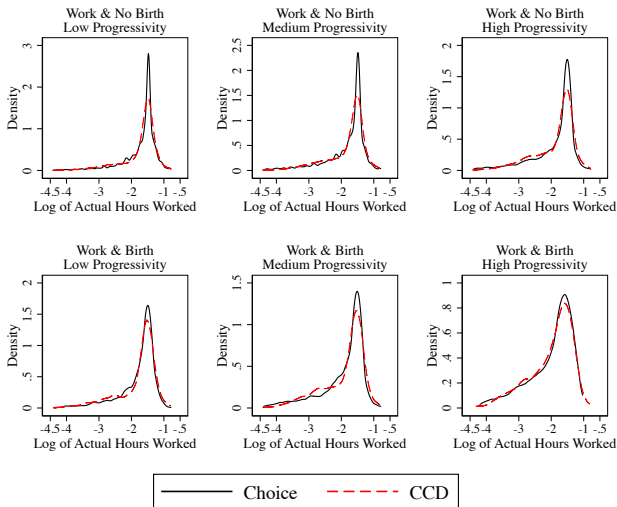 Work & No Birth
Low Progressivity
Density
3
2
1
0
-4.5-4 -3 -2 -1 -.5
Log of Actual Hours Worked
Work & No Birth
Medium Progressivity
Density
2.5
2
1.5
1
.5
0
-4.5-4 -3 -2 -1 -.5
Log of Actual Hours Worked
Work & No Birth
High Progressivity
Density
2
1.5
1
.5
0
-4.5-4 -3 -2 -1 -.5
Log of Actual Hours Worked
Work & Birth
Low Progressivity
Density
2
1.5
1
.5
0
-4.5-4 -3 -2 -1 -.5
Log of Actual Hours Worked
Work & Birth
Medium Progressivity
Density
1.5
1
.5
0
-4.5-4 -3 -2 -1 -.5
Log of Actual Hours Worked
Work & Birth
High Progressivity
Density
1
.8
.6
.4
.2
0
-4.5-4 -3 -2 -1 -.5
Log of Actual Hours Worked
Choice CCD